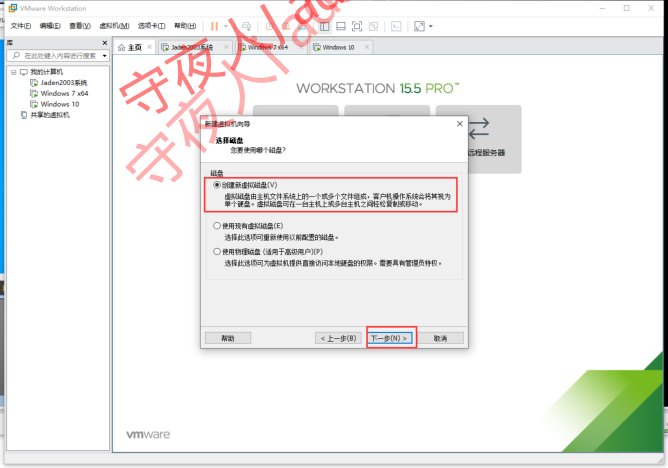 VMware Workstation
文件(F) 编辑(E) 查看(V) 虚拟机(M) 选项卡(T) 帮助(H)
库
在此处键入内容进行搜索
我的计算机
Jaden2003系统
Windows 7 x64
Windows 10
共享的虚拟机
主页
Jaden2003系统
Windows 7 x64
Windows 10
守夜人/jade
守夜人/jade
WORKSTATION 15.5 PRO™
远程服务器
新建虚拟机向导
选择磁盘
您要使用哪个磁盘?
磁盘
创建新虚拟磁盘(V)
虚拟磁盘由主机文件系统上的一个或多个文件组成，客户机操作系统会将其视为
单个硬盘。虚拟磁盘可在一台主机上或多台主机之间轻松复制或移动。
使用现有虚拟磁盘(E)
选择此选项可重新使用以前配置的磁盘。
使用物理磁盘 (适用于高级用户)(P)
选择此选项可为虚拟机提供直接访问本地硬盘的权限。需要具有管理员特权。
帮助
< 上一步(B)
下一步(N) >
取消
vmware